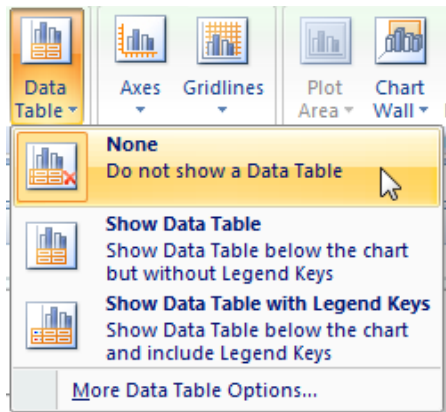 Data Table
Axes
Gridlines
Plot Area
Chart Wall
None
Do not show a Data Table
Show Data Table
Show Data Table below the chart
but without Legend Keys
Show Data Table with Legend Keys
Show Data Table below the chart
and include Legend Keys
More Data Table Options...